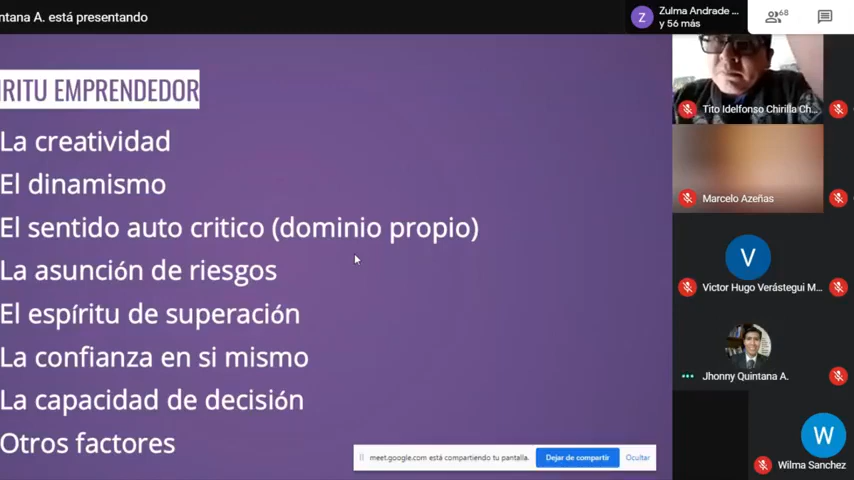 ntana A. está presentando
Zulma Andrade ...
y 56 más
68
Z
RITU EMPRENDEDOR
La creatividad
El dinamismo
El sentido auto critico (dominio propio)
La asunción de riesgos
El espíritu de superación
La confianza en si mismo
La capacidad de decisión
Otros factores
meet.google.com está compartiendo tu pantalla.
Dejar de compartir
Ocultar
Tito Idelfonso Chirilla Ch...
Marcelo Azeñas
V
Victor Hugo Verástegui M...
Jhonny Quintana A.
W
Wilma Sanchez